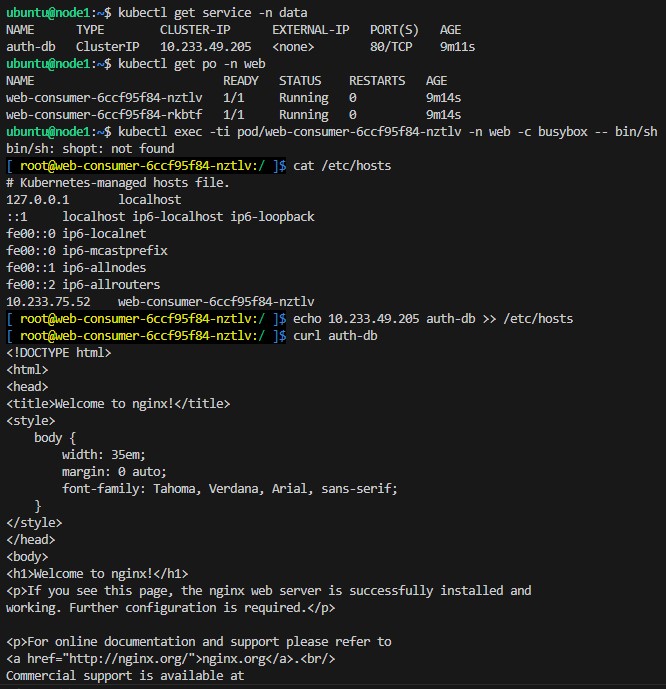 ubuntu@node1:~$ kubectl get service -n data
NAME      TYPE        CLUSTER-IP      EXTERNAL-IP   PORT(S)   AGE
auth-db   ClusterIP   10.233.49.205   <none>        80/TCP    9m11s
ubuntu@node1:~$ kubectl get po -n web
NAME                            READY   STATUS    RESTARTS   AGE
web-consumer-6ccf95f84-nztlv   1/1     Running   0          9m14s
web-consumer-6ccf95f84-rkbtf   1/1     Running   0          9m14s
ubuntu@node1:~$ kubectl exec -ti pod/web-consumer-6ccf95f84-nztlv -n web -c busybox -- bin/sh
bin/sh: shopt: not found
[ root@web-consumer-6ccf95f84-nztlv:/ ]$ cat /etc/hosts
# Kubernetes-managed hosts file.
127.0.0.1       localhost
::1     localhost ip6-localhost ip6-loopback
fe00::0 ip6-localnet
fe00::0 ip6-mcastprefix
fe00::1 ip6-allnodes
fe00::2 ip6-allrouters
10.233.75.52    web-consumer-6ccf95f84-nztlv
[ root@web-consumer-6ccf95f84-nztlv:/ ]$ echo 10.233.49.205 auth-db >> /etc/hosts
[ root@web-consumer-6ccf95f84-nztlv:/ ]$ curl auth-db
<!DOCTYPE html>
<html>
<head>
<title>Welcome to nginx!</title>
<style>
    body {
        width: 35em;
        margin: 0 auto;
        font-family: Tahoma, Verdana, Arial, sans-serif;
    }
</style>
</head>
<body>
<h1>Welcome to nginx!</h1>
<p>If you see this page, the nginx web server is successfully installed and
working. Further configuration is required.</p>

<p>For online documentation and support please refer to
<a href="http://nginx.org/">nginx.org</a>.<br/>
Commercial support is available at